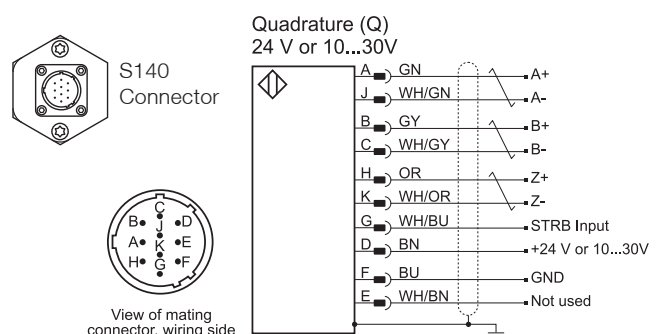 Quadrature (Q)
24 V or 10...30V
S140
Connector
A GN A+
J WH/GN A-
B GY B+
C WH/GY B-
H OR Z+
K WH/OR Z-
G WH/BU STRB Input
D BN +24 V or 10...30V
F BU GND
E WH/BN Not used
C
B D
J
A E
K
H G F
View of mating
connector, wiring side